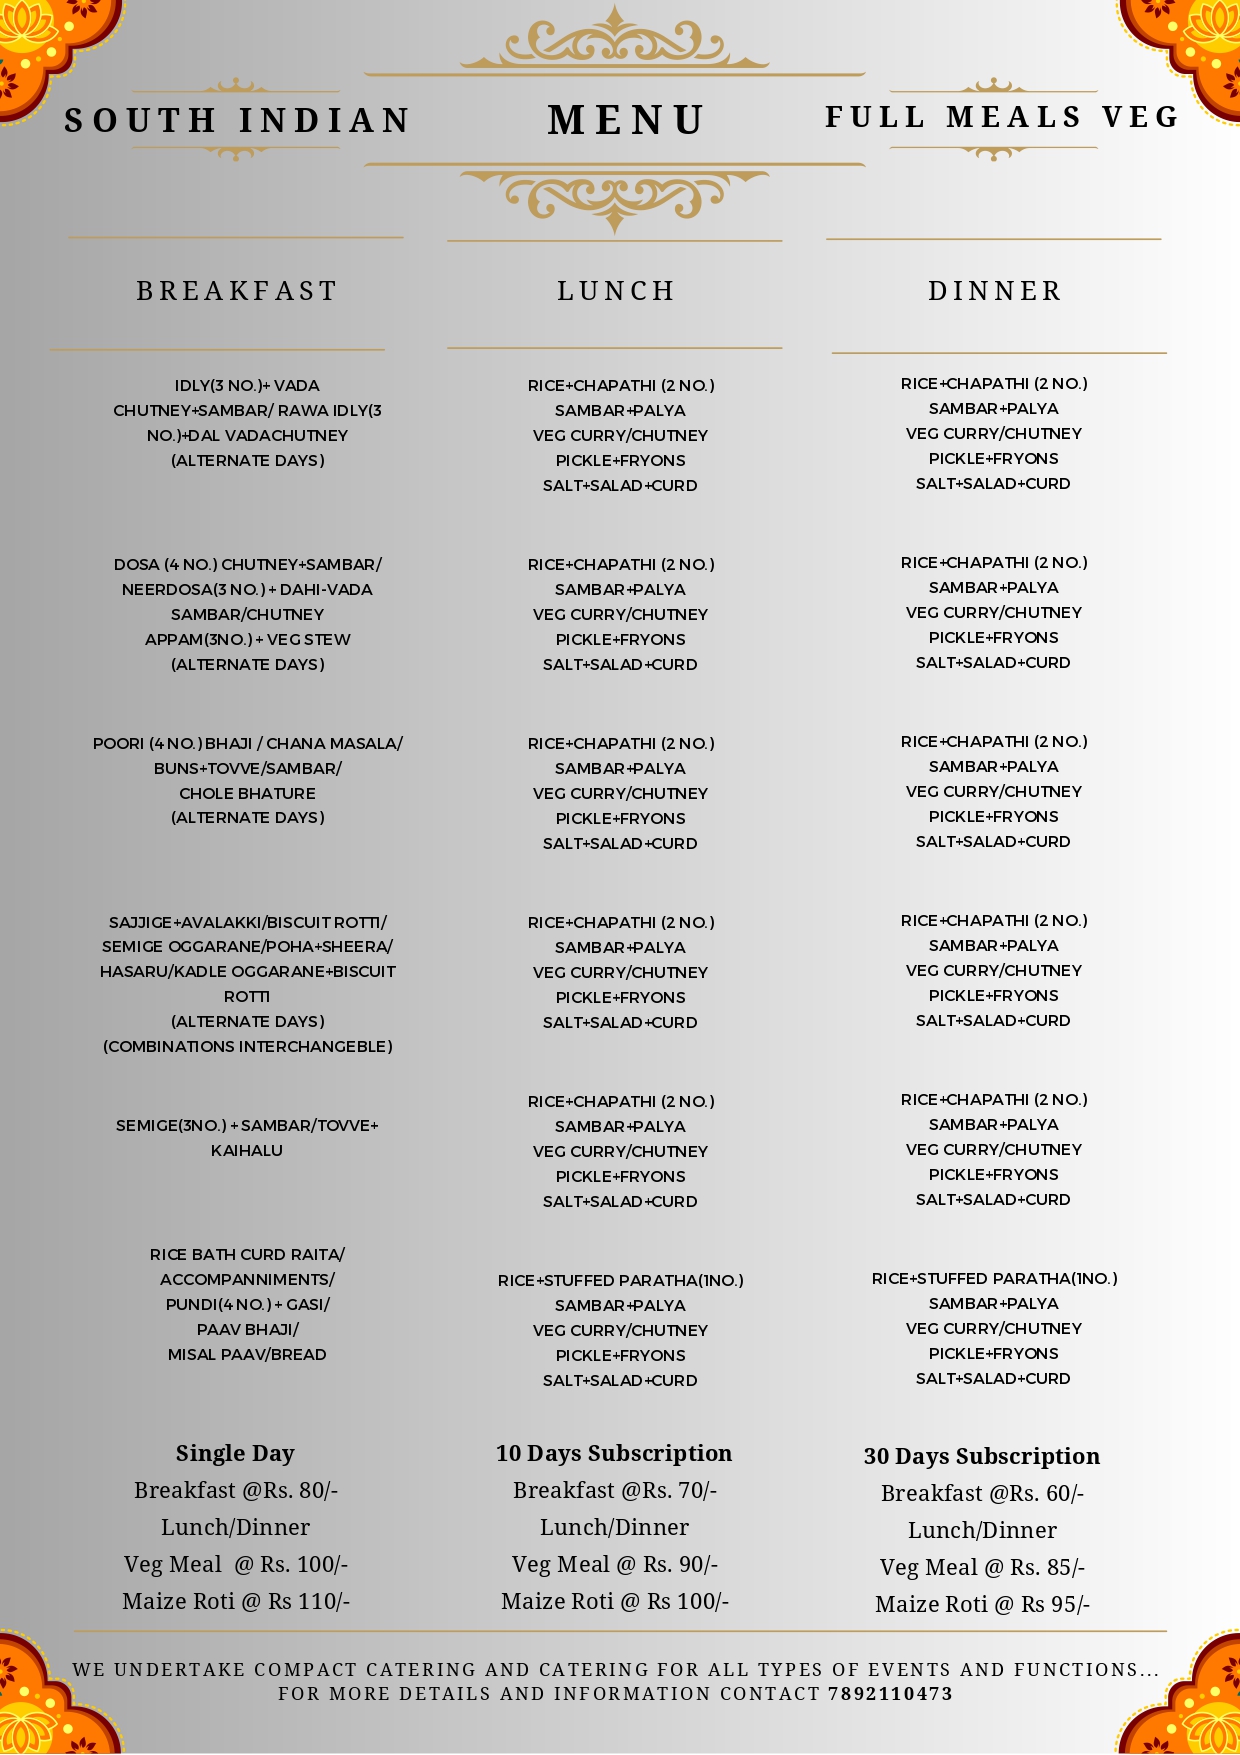 SOUTH INDIAN
MENU
FULL MEALS VEG
BREAKFAST
IDLY(3 NO.)+ VADA
CHUTNEY+SAMBAR/ RAWA IDLY(3
NO.)+DAL VADACHUTNEY
(ALTERNATE DAYS)
DOSA (4 NO.) CHUTNEY+SAMBAR/
NEERDOSA(3 NO.) + DAHI-VADA
SAMBAR/CHUTNEY
APPAM(3NO.) + VEG STEW
(ALTERNATE DAYS)
POORI (4 NO.) BHAJI / CHANA MASALA/
BUNS+TOVVE/SAMBAR/
CHOLE BHATURE
(ALTERNATE DAYS)
SAJJIGE+AVALAKKI/BISCUIT ROTTI/
SEMIGE OGGARANE/POHA+SHEERA/
HASARU/KADLE OGGARANE+BISCUIT
ROTTI
(ALTERNATE DAYS)
(COMBINATIONS INTERCHANGEBLE)
SEMIGE(3NO.) + SAMBAR/TOVVE+
KAIHALU
RICE BATH CURD RAITA/
ACCOMPANNIMENTS/
PUNDI(4 NO.) + GASI/
PAAV BHAJI/
MISAL PAAV/BREAD
LUNCH
RICE+CHAPATHI (2 NO.)
SAMBAR+PALYA
VEG CURRY/CHUTNEY
PICKLE+FRYONS
SALT+SALAD+CURD
RICE+CHAPATHI (2 NO.)
SAMBAR+PALYA
VEG CURRY/CHUTNEY
PICKLE+FRYONS
SALT+SALAD+CURD
RICE+CHAPATHI (2 NO.)
SAMBAR+PALYA
VEG CURRY/CHUTNEY
PICKLE+FRYONS
SALT+SALAD+CURD
RICE+CHAPATHI (2 NO.)
SAMBAR+PALYA
VEG CURRY/CHUTNEY
PICKLE+FRYONS
SALT+SALAD+CURD
RICE+CHAPATHI (2 NO.)
SAMBAR+PALYA
VEG CURRY/CHUTNEY
PICKLE+FRYONS
SALT+SALAD+CURD
RICE+STUFFED PARATHA(1NO.)
SAMBAR+PALYA
VEG CURRY/CHUTNEY
PICKLE+FRYONS
SALT+SALAD+CURD
DINNER
RICE+CHAPATHI (2 NO.)
SAMBAR+PALYA
VEG CURRY/CHUTNEY
PICKLE+FRYONS
SALT+SALAD+CURD
RICE+CHAPATHI (2 NO.)
SAMBAR+PALYA
VEG CURRY/CHUTNEY
PICKLE+FRYONS
SALT+SALAD+CURD
RICE+CHAPATHI (2 NO.)
SAMBAR+PALYA
VEG CURRY/CHUTNEY
PICKLE+FRYONS
SALT+SALAD+CURD
RICE+CHAPATHI (2 NO.)
SAMBAR+PALYA
VEG CURRY/CHUTNEY
PICKLE+FRYONS
SALT+SALAD+CURD
RICE+CHAPATHI (2 NO.)
SAMBAR+PALYA
VEG CURRY/CHUTNEY
PICKLE+FRYONS
SALT+SALAD+CURD
RICE+STUFFED PARATHA(1NO.)
SAMBAR+PALYA
VEG CURRY/CHUTNEY
PICKLE+FRYONS
SALT+SALAD+CURD
Single Day
Breakfast @Rs. 80/-
Lunch/Dinner
Veg Meal @ Rs. 100/-
Maize Roti @ Rs 110/-
10 Days Subscription
Breakfast @Rs. 70/-
Lunch/Dinner
Veg Meal @ Rs. 90/-
Maize Roti @ Rs 100/-
30 Days Subscription
Breakfast @Rs. 60/-
Lunch/Dinner
Veg Meal @ Rs. 85/-
Maize Roti @ Rs 95/-
WE UNDERTAKE COMPACT CATERING AND CATERING FOR ALL TYPES OF EVENTS AND FUNCTIONS...
FOR MORE DETAILS AND INFORMATION CONTACT 7892110473